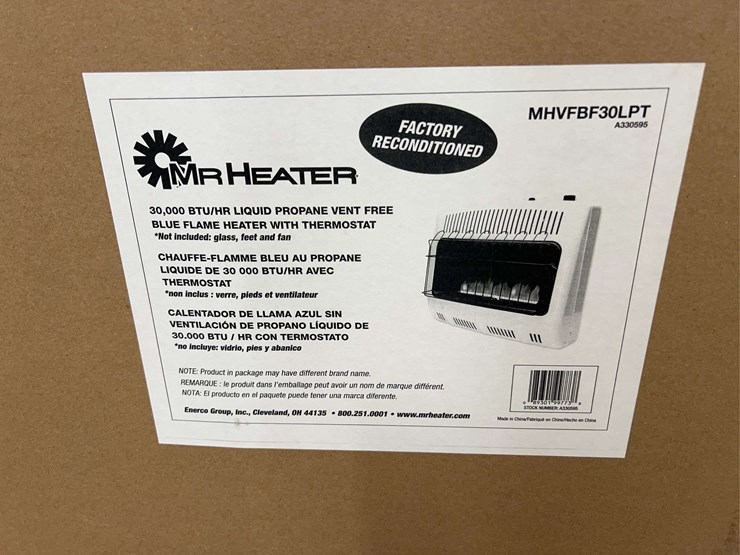 FACTORY
RECONDITIONED
MHVFBF30LPT
A330595
MR HEATER
30,000 BTU/HR LIQUID PROPANE VENT FREE
BLUE FLAME HEATER WITH THERMOSTAT
*Not included: glass, feet and fan
CHAUFFE-FLAMME BLEU AU PROPANE
LIQUIDE DE 30 000 BTU/HR AVEC
THERMOSTAT
*non inclus : verre, pieds et ventilateur
CALENTADOR DE LLAMA AZUL SIN
VENTILACIÓN DE PROPANO LÍQUIDO DE
30.000 BTU / HR CON TERMOSTATO
*no incluye: vidrio, pies y abanico
NOTE: Product in package may have different brand name.
REMARQUE : le produit dans l'emballage peut avoir un nom de marque différent.
NOTA: El producto en el paquete puede tener una marca diferente.
Enerco Group, Inc., Cleveland, OH 44135 • 800.251.0001 • www.mrheater.com
STOCK NUMBER: A330595
Made in China/Fabriqué en Chine/Hecho en China